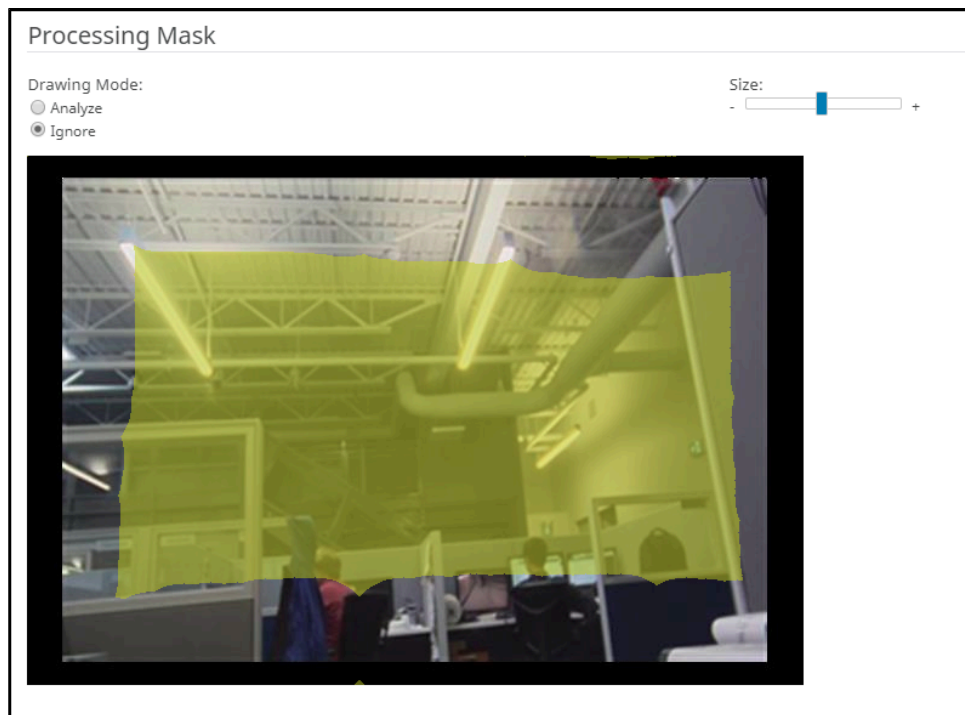 Processing Mask
Drawing Mode:
Analyze
Ignore
Size:
- +